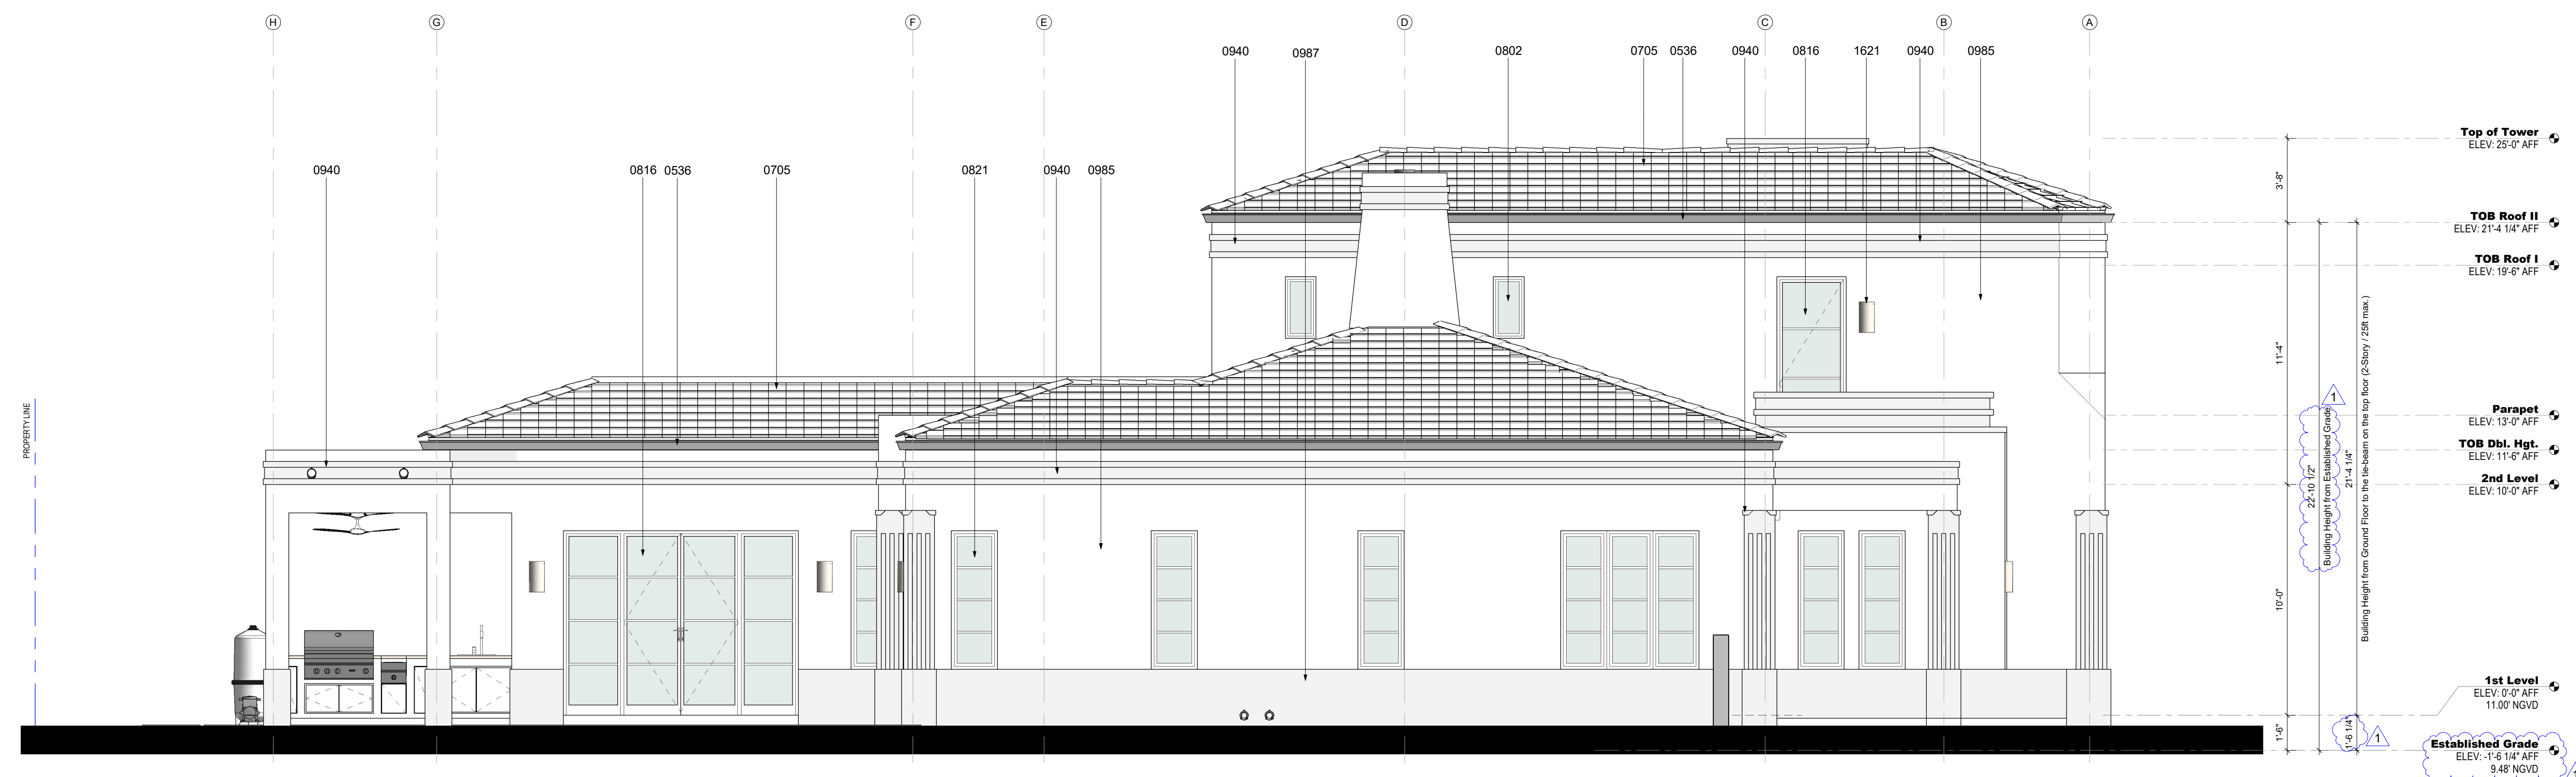 H G F E D C B A
0940 0987 0802 0705 0536 0940 0816 1621 0940 0985
0940 0816 0536 0705 0821 0940 0985
PROPERTY LINE
Top of Tower
ELEV: 25'-0" AFF
3'-8"
TOB Roof II
ELEV: 21'-4 1/4" AFF
TOB Roof I
ELEV: 19'-6" AFF
11'-4"
Parapet
ELEV: 13'-0" AFF
TOB Dbl. Hgt.
ELEV: 11'-6" AFF
2nd Level
ELEV: 10'-0" AFF
1
22'-10 1/2"
Building Height from Established Grade
21'-4 1/4"
Building Height from Ground Floor to the tie-beam on the top floor (2-Story / 25ft max.)
10'-0"
1st Level
ELEV: 0'-0" AFF
11.00' NGVD
1'-6"
1'-6 1/4"
1
Established Grade
ELEV: -1'-6 1/4" AFF
9.48' NGVD